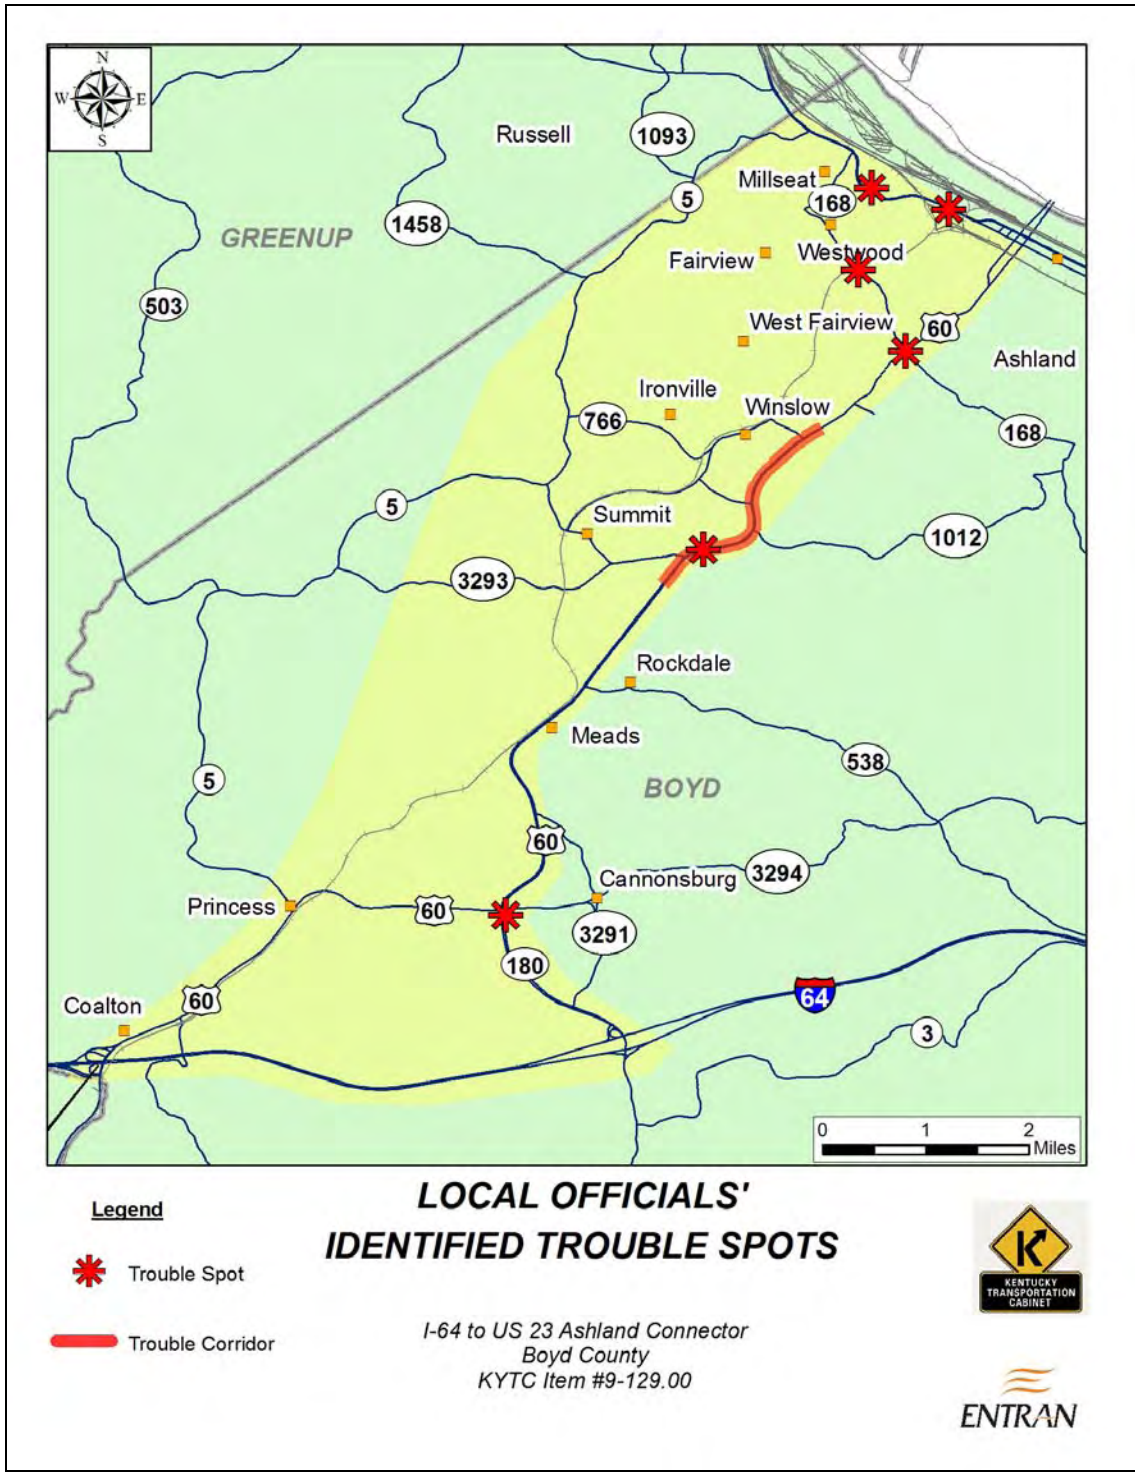 N
W E
S
Russell
1093
Millseat
5
168
1458
GREENUP
Westwood
Fairview
503
West Fairview
60
Ashland
Ironville
Winslow
766
168
5
Summit
1012
3293
Rockdale
Meads
538
5
BOYD
60
3294
Cannonsburg
Princess
60
3291
180
64
60
Coalton
3
0 1 2
Miles
Legend
Trouble Spot
Trouble Corridor
LOCAL OFFICIALS'
IDENTIFIED TROUBLE SPOTS
I-64 to US 23 Ashland Connector
Boyd County
KYTC Item #9-129.00
K
KENTUCKY
TRANSPORTATION
CABINET
ENTRAN